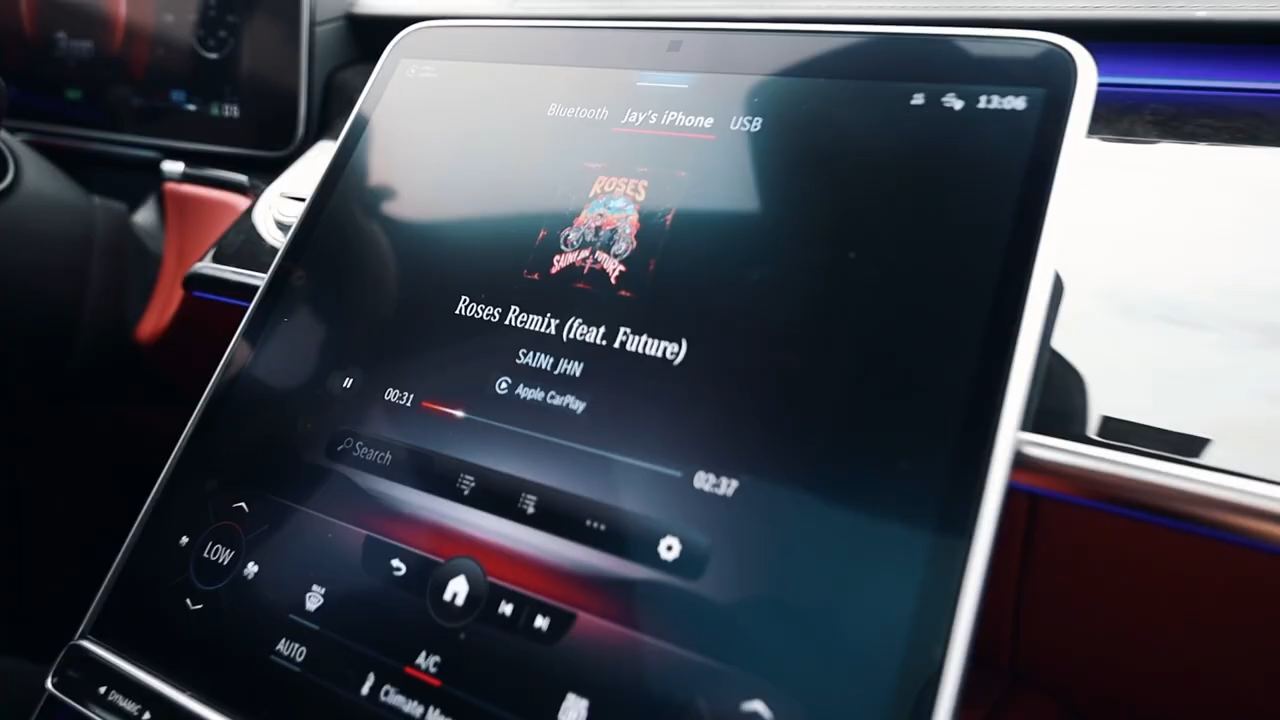 13:06
Bluetooth Jay's iPhone USB
ROSES
SAINt JHN FUTURE
Roses Remix (feat. Future)
SAINt JHN
Apple CarPlay
00:31
02:37
Search
LOW
MAX
AUTO
A/C
Climate
DYNAMIC